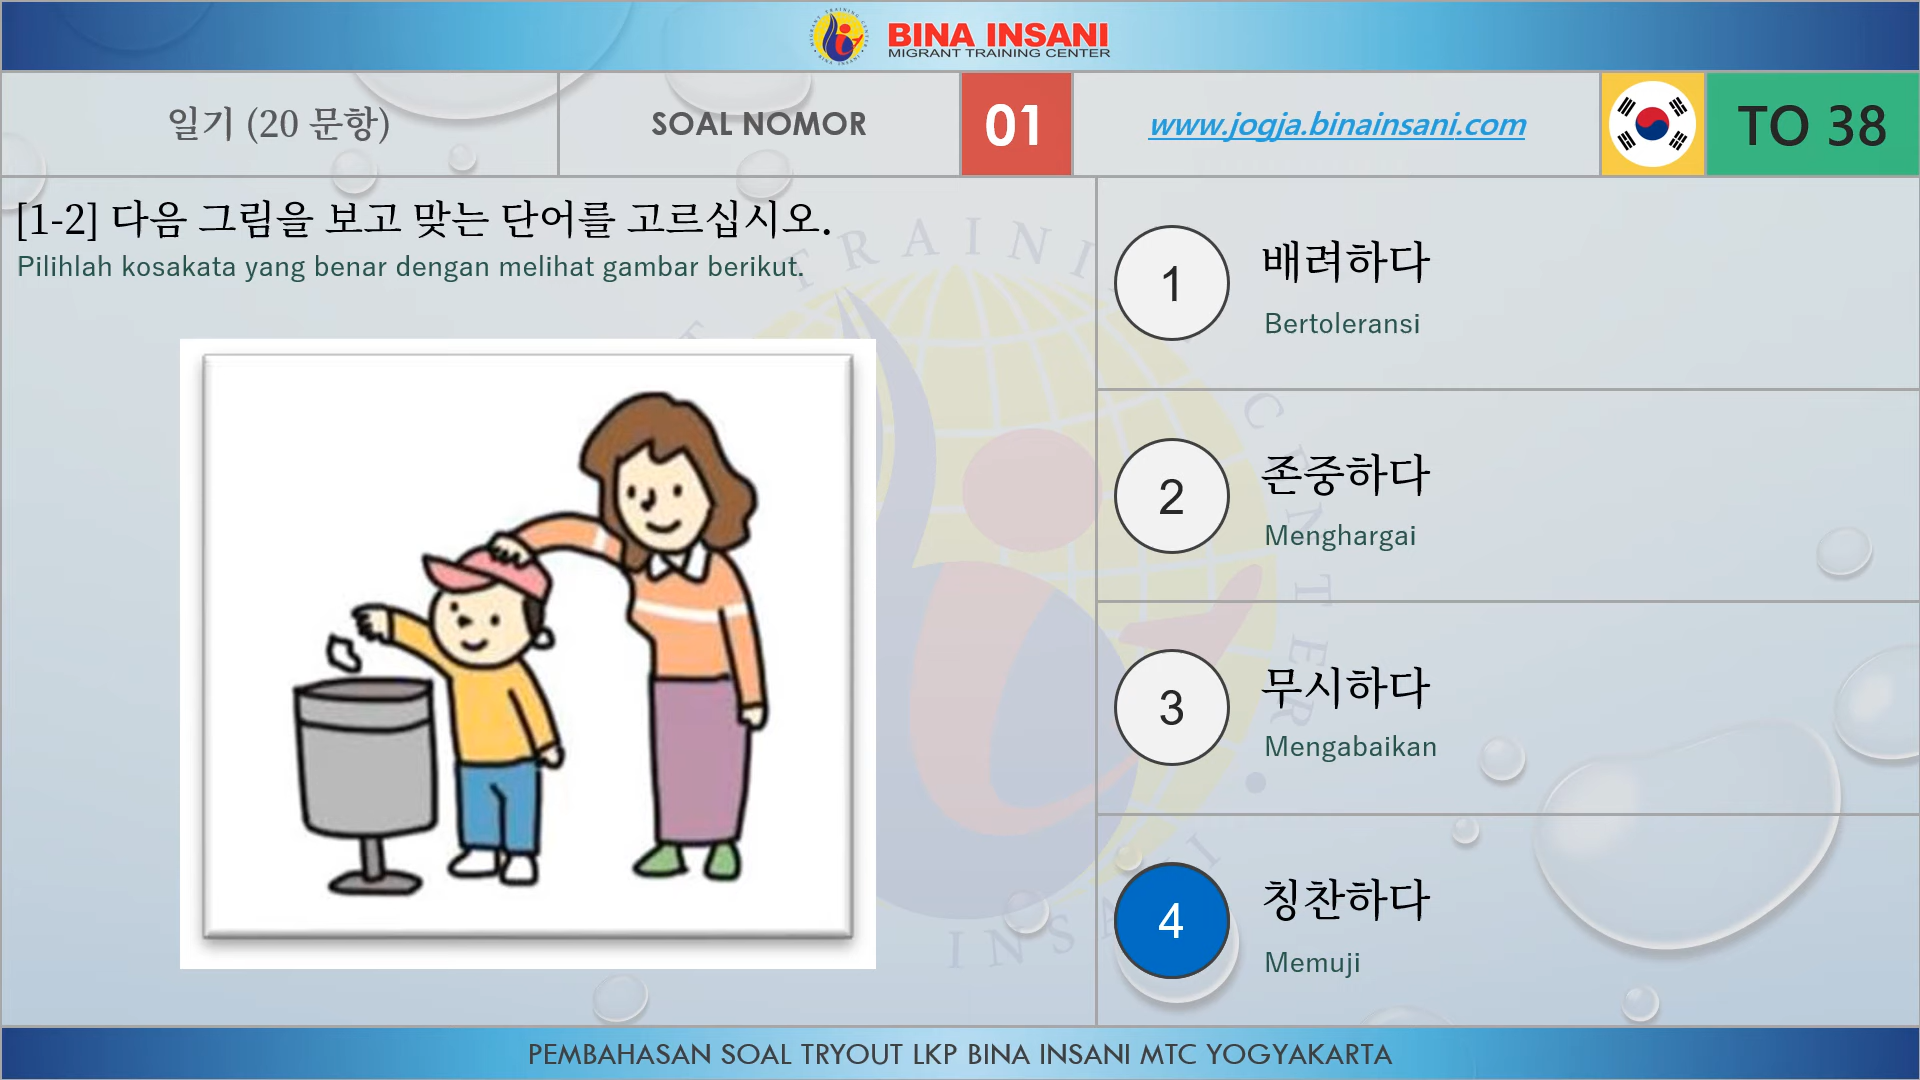 BINA INSANI
MIGRANT TRAINING CENTER
일기 (20 문항)
SOAL NOMOR
01
www.jogja.binainsani.com
TO 38
[1-2] 다음 그림을 보고 맞는 단어를 고르십시오.
Pilihlah kosakata yang benar dengan melihat gambar berikut.
1
배려하다
Bertoleransi
2
존중하다
Menghargai
3
무시하다
Mengabaikan
4
칭찬하다
Memuji
PEMBAHASAN SOAL TRYOUT LKP BINA INSANI MTC YOGYAKARTA